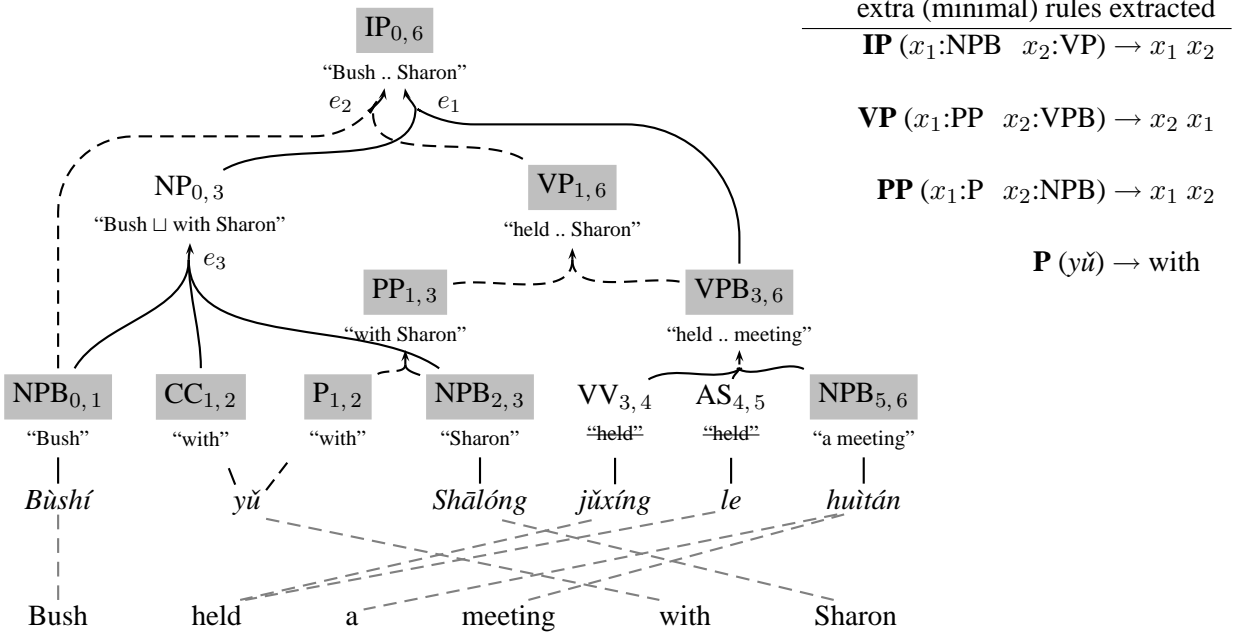 extra (minimal) rules extracted
IP (x₁:NPB x₂:VP) → x₁ x₂
VP (x₁:PP x₂:VPB) → x₂ x₁
PP (x₁:P x₂:NPB) → x₁ x₂
P (yǔ) → with
IP₀,₆
“Bush .. Sharon”
e₂ e₁
NP₀,₃ VP₁,₆
“Bush ⊔ with Sharon” “held .. Sharon”
e₃
PP₁,₃ VPB₃,₆
“with Sharon” “held .. meeting”
NPB₀,₁ CC₁,₂ P₁,₂ NPB₂,₃ VV₃,₄ AS₄,₅ NPB₅,₆
“Bush” “with” “with” “Sharon” “held” “held” “a meeting”
Bùshí yǔ Shālóng jǔxíng le huìtán
Bush held a meeting with Sharon